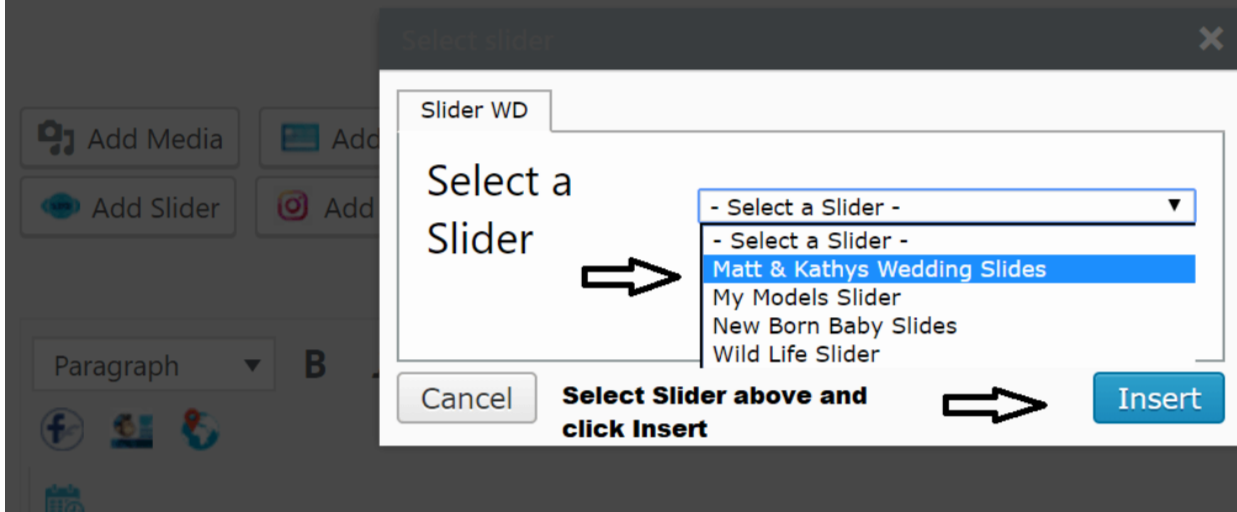 Select slider
Slider WD
Add Media
Add
Select a
Slider
- Select a Slider -
Add Slider
Add
- Select a Slider -
Matt & Kathys Wedding Slides
My Models Slider
New Born Baby Slides
Wild Life Slider
Paragraph
B
Cancel
Select Slider above and
click Insert
Insert